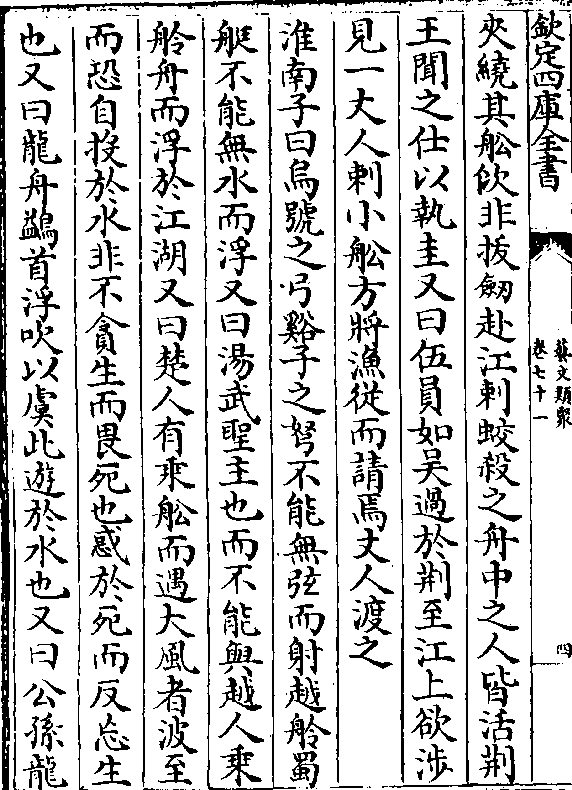 欽定四庫全書
藝文類聚
卷七十一
四
夾繞其舩佽非拔劒赴江刺蛟殺之舟中之人皆活荆
王聞之仕以執圭又曰伍員如吴過於荆至江上欲涉
見一丈人刺小舩方將漁從而請焉丈人渡之
淮南子曰烏號之弓谿子之弩不能無弦而射越舲蜀
艇不能無水而浮又曰湯武聖主也而不能與越人乘
舲舟而浮於江湖又曰楚人有乘舩而遇大風者波至
而恐自投於水非不貪生而畏死也惑於死而反忘生
也又曰龍舟鷁首浮吹以虞此遊於水也又曰公孫龍